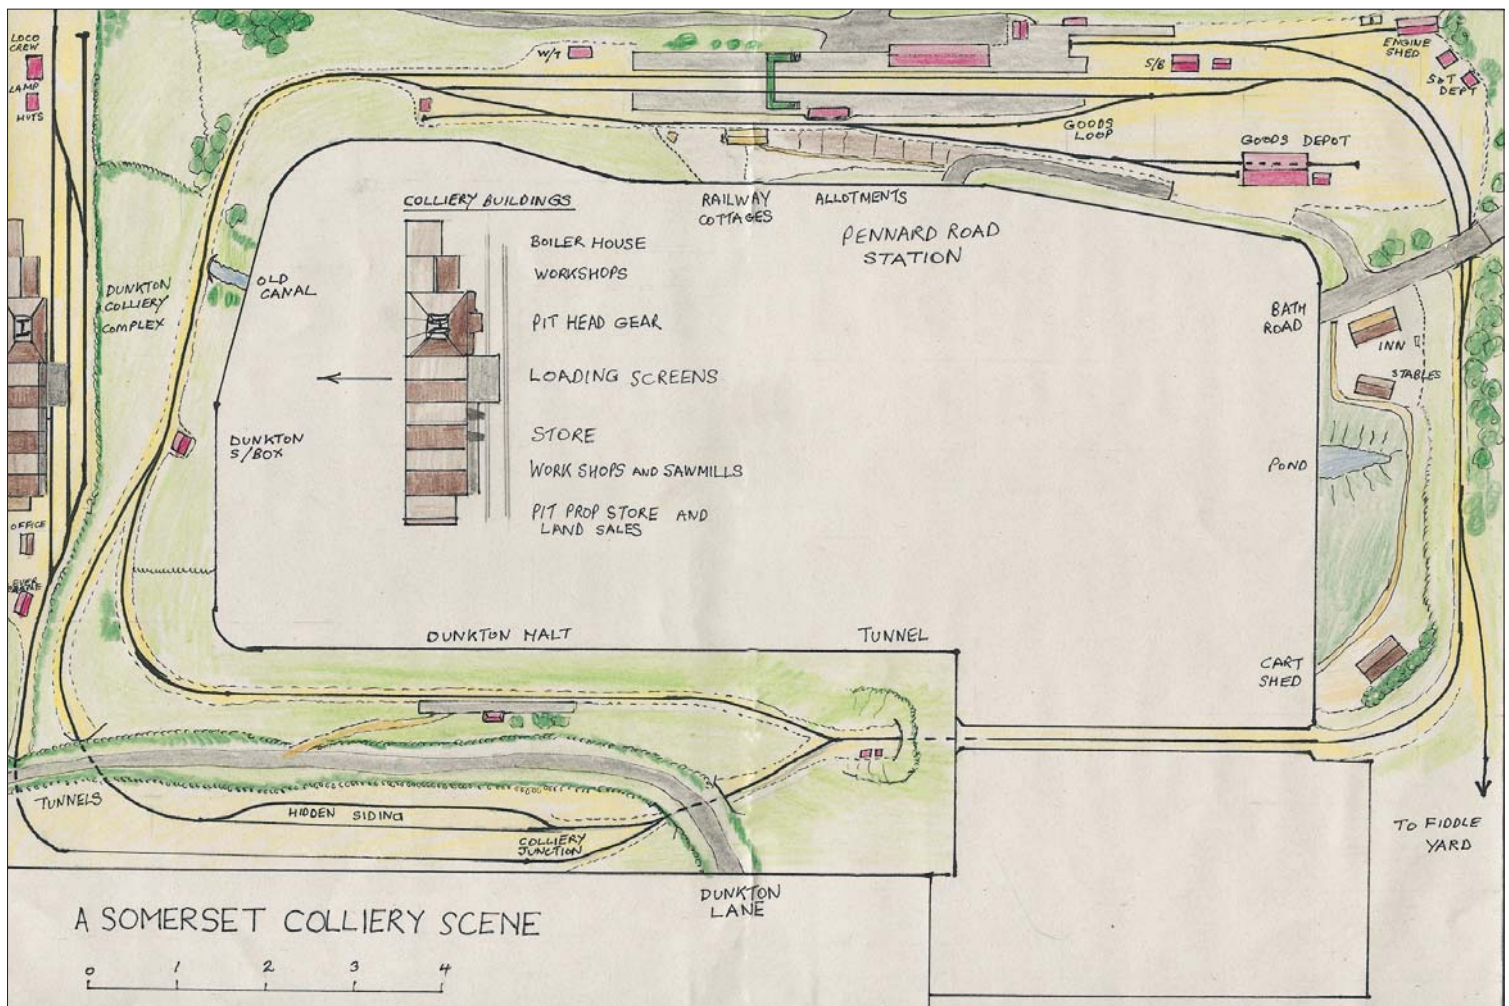 LOCO
CREW
LAMP
HUTS
W/T
S/B
ENGINE
SHED
S&T
DEPT
GOODS
LOOP
GOODS DEPOT
COLLIERY BUILDINGS
RAILWAY
COTTAGES
ALLOTMENTS
PENNARD ROAD
STATION
BOILER HOUSE
WORKSHOPS
PIT HEAD GEAR
LOADING SCREENS
STORE
WORK SHOPS AND SAWMILLS
PIT PROP STORE AND
LAND SALES
DUNKTON
COLLIERY
COMPLEX
OLD
CANAL
DUNKTON
S/BOX
BATH
ROAD
INN
STABLES
POND
OFFICE
DUNKTON HALT
TUNNEL
CART
SHED
TUNNELS
HIDDEN SIDING
COLLIERY
JUNCTION
TO FIDDLE
YARD
DUNKTON
LANE
A SOMERSET COLLIERY SCENE
0 1 2 3 4